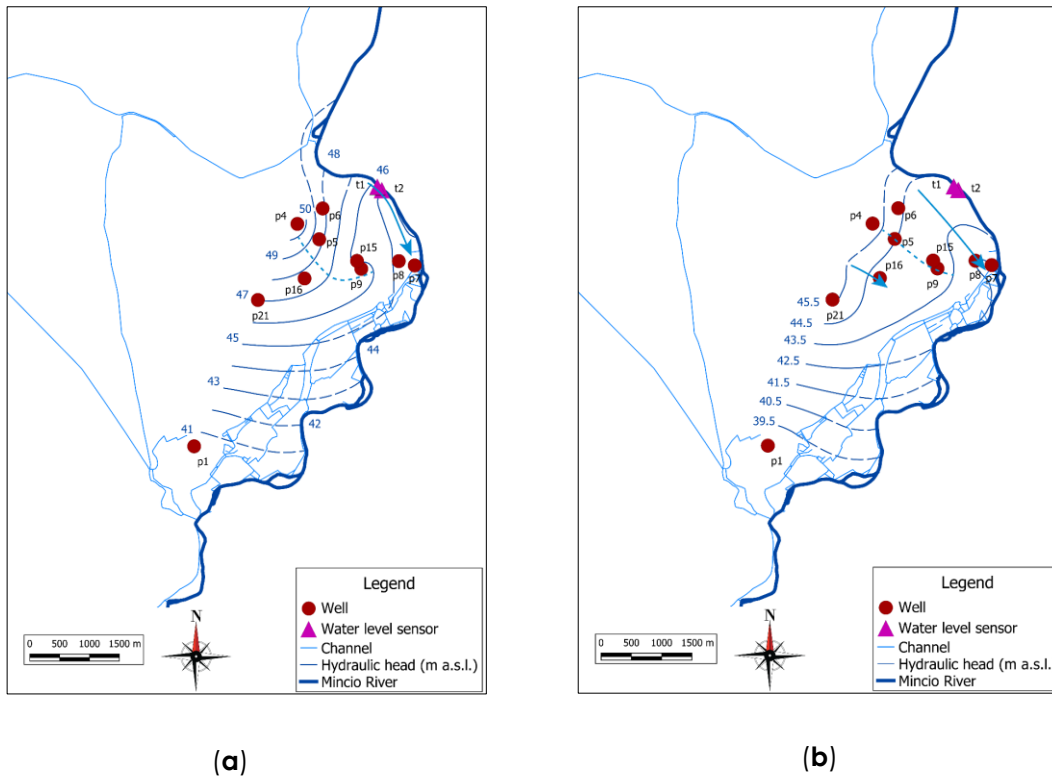 48
46
t1
t2
50
p4
p6
p5
49
p15
p8
p7
p16
p9
47
p21
45
44
43
42
41
p1
Legend
Well
Water level sensor
Channel
Hydraulic head (m a.s.l.)
Mincio River
N
0 500 1000 1500 m
(a)
t1
t2
p4
p6
p5
p15
p8
p7
p16
p9
p21
45.5
44.5
43.5
42.5
41.5
40.5
39.5
p1
Legend
Well
Water level sensor
Channel
Hydraulic head (m a.s.l.
Mincio River
N
0 500 1000 1500 m
(b)